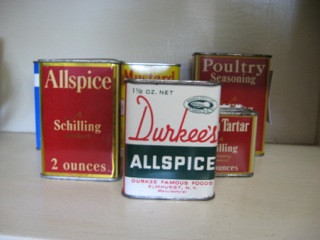 Allspice
Schilling
2 ounces
Mustard
1½ OZ. NET
Durkee's
ALLSPICE
DURKEE FAMOUS FOODS
ELMHURST, N.Y.
Poultry
Seasoning
Tartar
lling
ounces